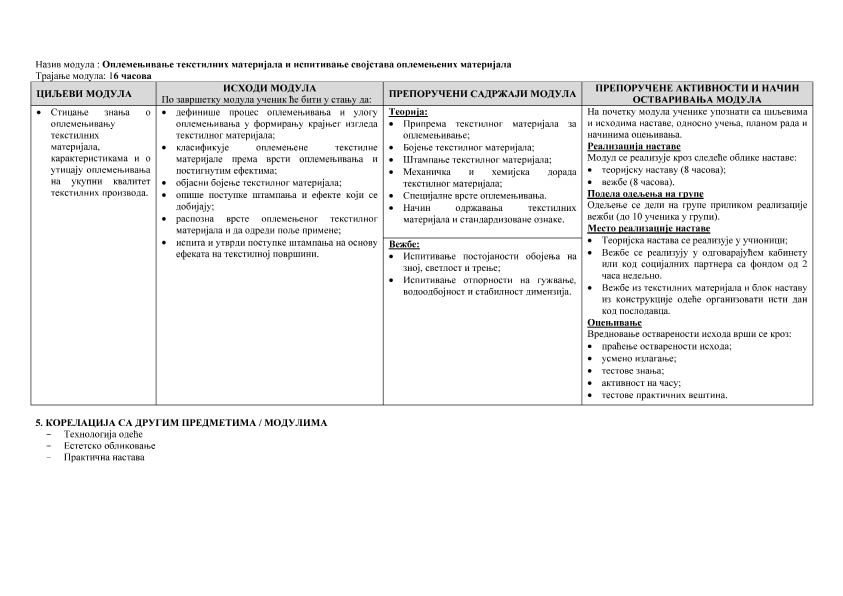 Назив модула : Оплемењивање текстилних материјала и испитивање својстава оплемењених материјала
Трајање модула: 16 часова
ЦИЉЕВИ МОДУЛА
Стицање знања о
оплемењивању
текстилних
материјала,
карактеристикама и о
утицају оплемењивања
на укупни квалитет
текстилних производа.
ИСХОДИ МОДУЛА
По завршетку модула ученик ће бити у стању да:
дефинише процес оплемењивања и улогу
оплемењивања у формирању крајњег изгледа
текстилног материјала;
класификује оплемењене текстилне
материјале према врсти оплемењивања и
постигнутим ефектима;
објасни бојење текстилног материјала;
опише поступке штампања и ефекте који се
добијају;
распозна врсте оплемењеног текстилног
материјала и да одреди поље примене;
испита и утврди поступке штампања на основу
ефеката на текстилној површини.
ПРЕПОРУЧЕНИ САДРЖАЈИ МОДУЛА
Теорија:
Припрема текстилног материјала за
оплемењивање;
Бојење текстилног материјала;
Штампање текстилног материјала;
Механичка и хемијска дорада
текстилног материјала;
Специјалне врсте оплемењивања.
Начин одржавања текстилних
материјала и стандардизоване ознаке.
Вежбе:
Испитивање постојаности обојења на
зној, светлост и трење;
Испитивање отпорности на гужвање,
водоодбојност и стабилност димензија.
ПРЕПОРУЧЕНЕ АКТИВНОСТИ И НАЧИН
ОСТВАРИВАЊА МОДУЛА
На почетку модула ученике упознати са циљевима
и исходима наставе, односно учења, планом рада и
начинима оцењивања.
Реализација наставе
Модул се реализује кроз следеће облике наставе:
теоријску наставу (8 часова);
вежбе (8 часова).
Подела одељења на групе
Одељење се дели на групе приликом реализације
вежби (до 10 ученика у групи).
Место реализације наставе
Теоријска настава се реализује у учионици;
Вежбе се реализују у одговарајућем кабинету
или код социјалних партнера са фондом од 2
часа недељно.
Вежбе из текстилних материјала и блок наставу
из конструкције одеће организовати исти дан
код послодавца.
Оцењивање
Вредновање остварености исхода врши се кроз:
праћење остварености исхода;
усмено излагање;
тестове знања;
активност на часу;
тестове практичних вештина.
5. КОРЕЛАЦИЈА СА ДРУГИМ ПРЕДМЕТИМА / МОДУЛИМА
– Технологија одеће
– Естетско обликовање
– Практична настава